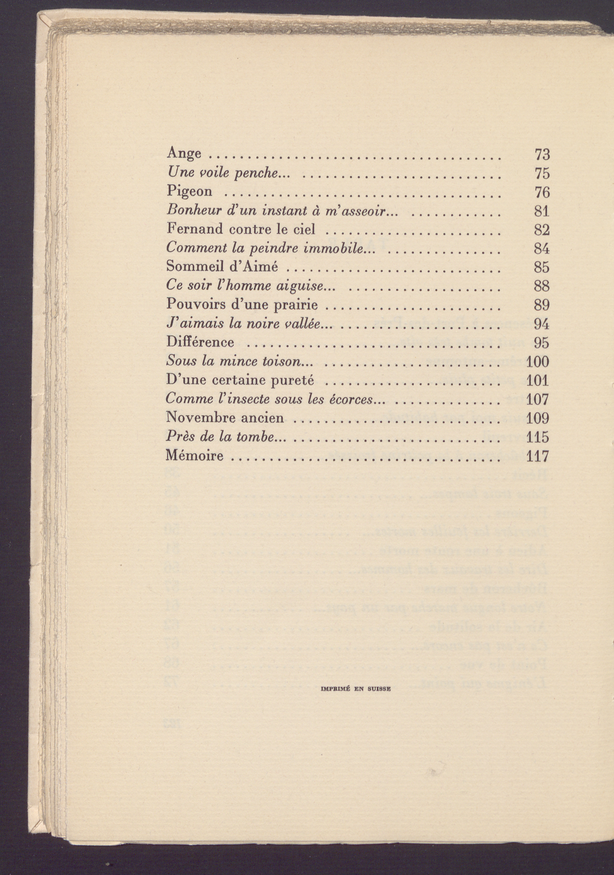 Ange ........................................ 73
Une voile penche... .......................... 75
Pigeon ...................................... 76
Bonheur d'un instant à m'asseoir... ............ 81
Fernand contre le ciel ........................ 82
Comment la peindre immobile... ............... 84
Sommeil d'Aimé ............................. 85
Ce soir l'homme aiguise... ..................... 88
Pouvoirs d'une prairie ........................ 89
J'aimais la noire vallée... ...................... 94
Différence ................................... 95
Sous la mince toison... ........................ 100
D'une certaine pureté ........................ 101
Comme l'insecte sous les écorces... .............. 107
Novembre ancien ............................ 109
Près de la tombe... ............................ 115
Mémoire .................................... 117
IMPRIMÉ EN SUISSE